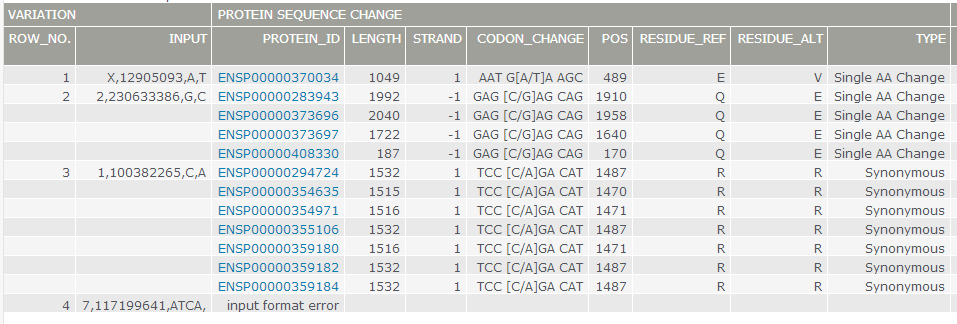 VARIATION PROTEIN SEQUENCE CHANGE
ROW_NO. INPUT PROTEIN_ID LENGTH STRAND CODON_CHANGE POS RESIDUE_REF RESIDUE_ALT TYPE
1 X,12905093,A,T ENSP00000370034 1049 1 AAT G[A/T]A AGC 489 E V Single AA Change
2 2,230633386,G,C ENSP00000283943 1992 -1 GAG [C/G]AG CAG 1910 Q E Single AA Change
ENSP00000373696 2040 -1 GAG [C/G]AG CAG 1958 Q E Single AA Change
ENSP00000373697 1722 -1 GAG [C/G]AG CAG 1640 Q E Single AA Change
ENSP00000408330 187 -1 GAG [C/G]AG CAG 170 Q E Single AA Change
3 1,100382265,C,A ENSP00000294724 1532 1 TCC [C/A]GA CAT 1487 R R Synonymous
ENSP00000354635 1515 1 TCC [C/A]GA CAT 1470 R R Synonymous
ENSP00000354971 1516 1 TCC [C/A]GA CAT 1471 R R Synonymous
ENSP00000355106 1532 1 TCC [C/A]GA CAT 1487 R R Synonymous
ENSP00000359180 1516 1 TCC [C/A]GA CAT 1471 R R Synonymous
ENSP00000359182 1532 1 TCC [C/A]GA CAT 1487 R R Synonymous
ENSP00000359184 1532 1 TCC [C/A]GA CAT 1487 R R Synonymous
4 7,117199641,ATCA, input format error